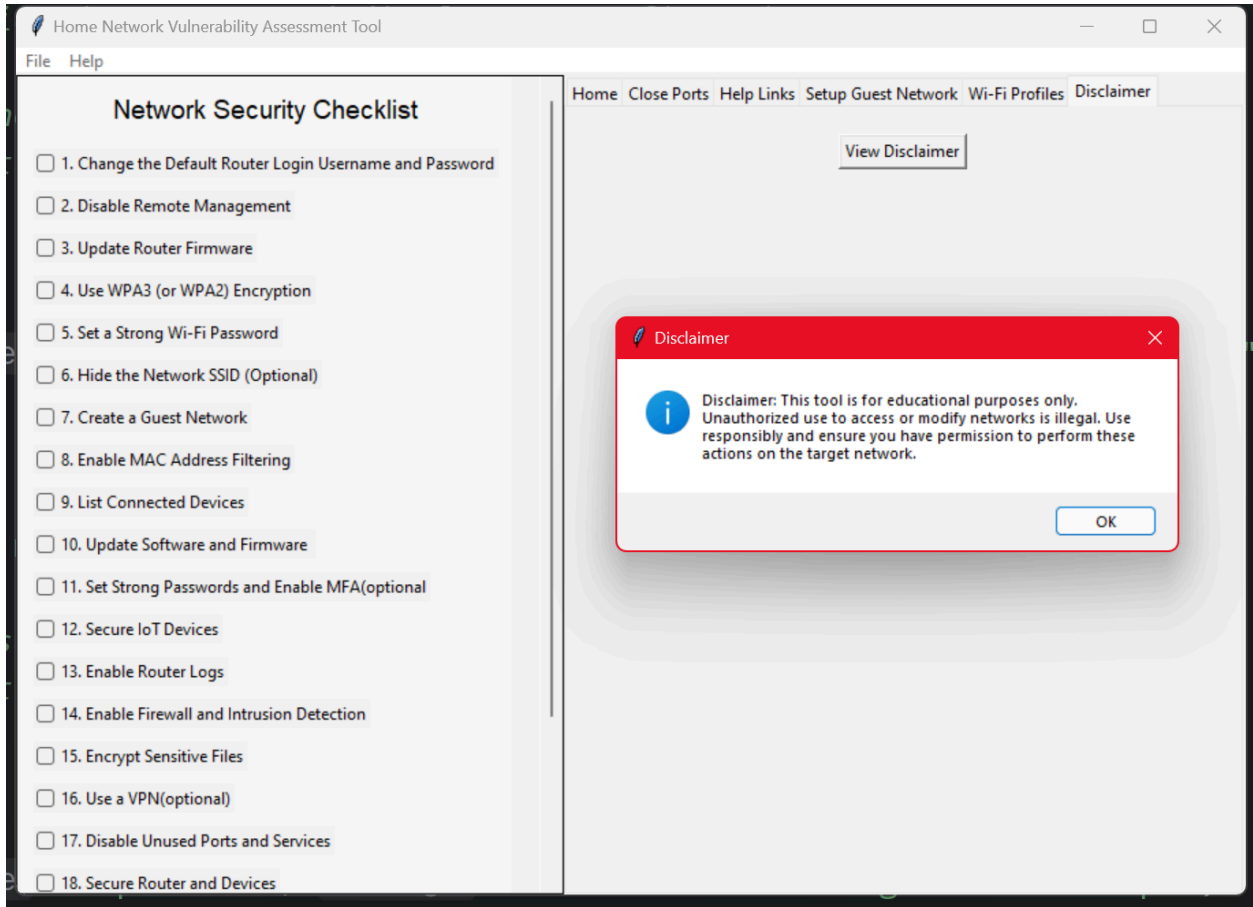 Home Network Vulnerability Assessment Tool
File Help
Network Security Checklist
1. Change the Default Router Login Username and Password
2. Disable Remote Management
3. Update Router Firmware
4. Use WPA3 (or WPA2) Encryption
5. Set a Strong Wi-Fi Password
6. Hide the Network SSID (Optional)
7. Create a Guest Network
8. Enable MAC Address Filtering
9. List Connected Devices
10. Update Software and Firmware
11. Set Strong Passwords and Enable MFA(optional
12. Secure IoT Devices
13. Enable Router Logs
14. Enable Firewall and Intrusion Detection
15. Encrypt Sensitive Files
16. Use a VPN(optional)
17. Disable Unused Ports and Services
18. Secure Router and Devices
Home Close Ports Help Links Setup Guest Network Wi-Fi Profiles Disclaimer
View Disclaimer
Disclaimer
Disclaimer: This tool is for educational purposes only.
Unauthorized use to access or modify networks is illegal. Use
responsibly and ensure you have permission to perform these
actions on the target network.
OK